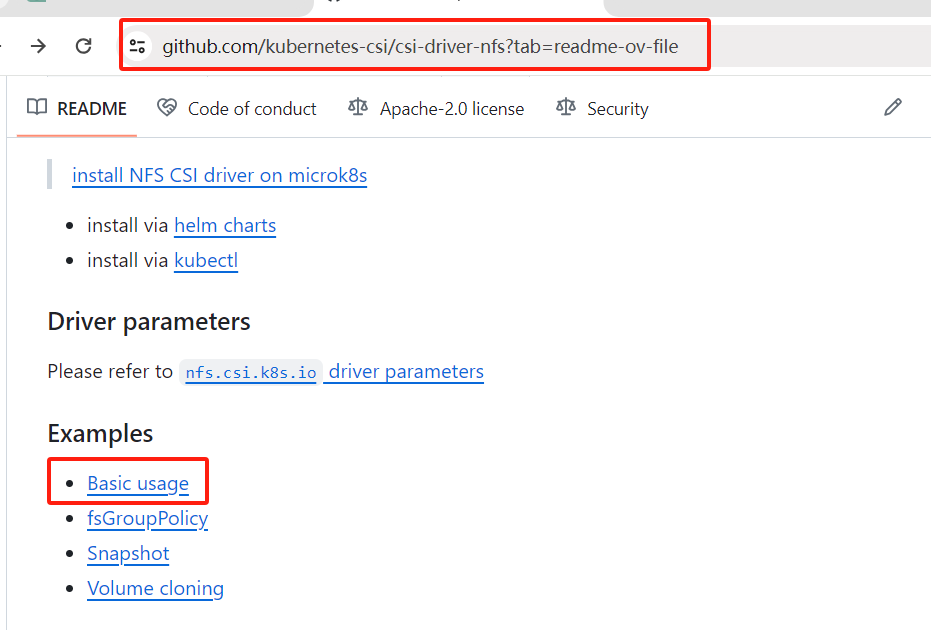 github.com/kubernetes-csi/csi-driver-nfs?tab=readme-ov-file
README Code of conduct Apache-2.0 license Security
install NFS CSI driver on microk8s
• install via helm charts
• install via kubectl
Driver parameters
Please refer to nfs.csi.k8s.io driver parameters
Examples
• Basic usage
• fsGroupPolicy
• Snapshot
• Volume cloning